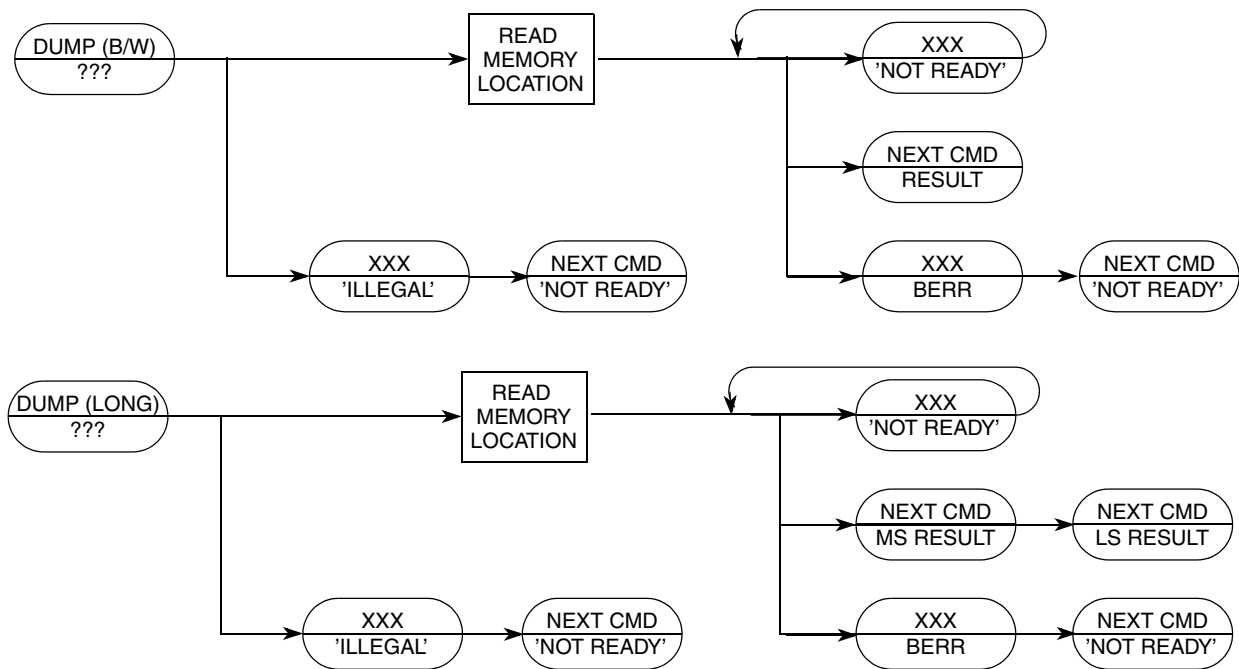 DUMP (B/W)
???
READ
MEMORY
LOCATION
XXX
'NOT READY'
NEXT CMD
RESULT
XXX
'ILLEGAL'
NEXT CMD
'NOT READY'
XXX
BERR
NEXT CMD
'NOT READY'
DUMP (LONG)
???
READ
MEMORY
LOCATION
XXX
'NOT READY'
NEXT CMD
MS RESULT
NEXT CMD
LS RESULT
XXX
'ILLEGAL'
NEXT CMD
'NOT READY'
XXX
BERR
NEXT CMD
'NOT READY'